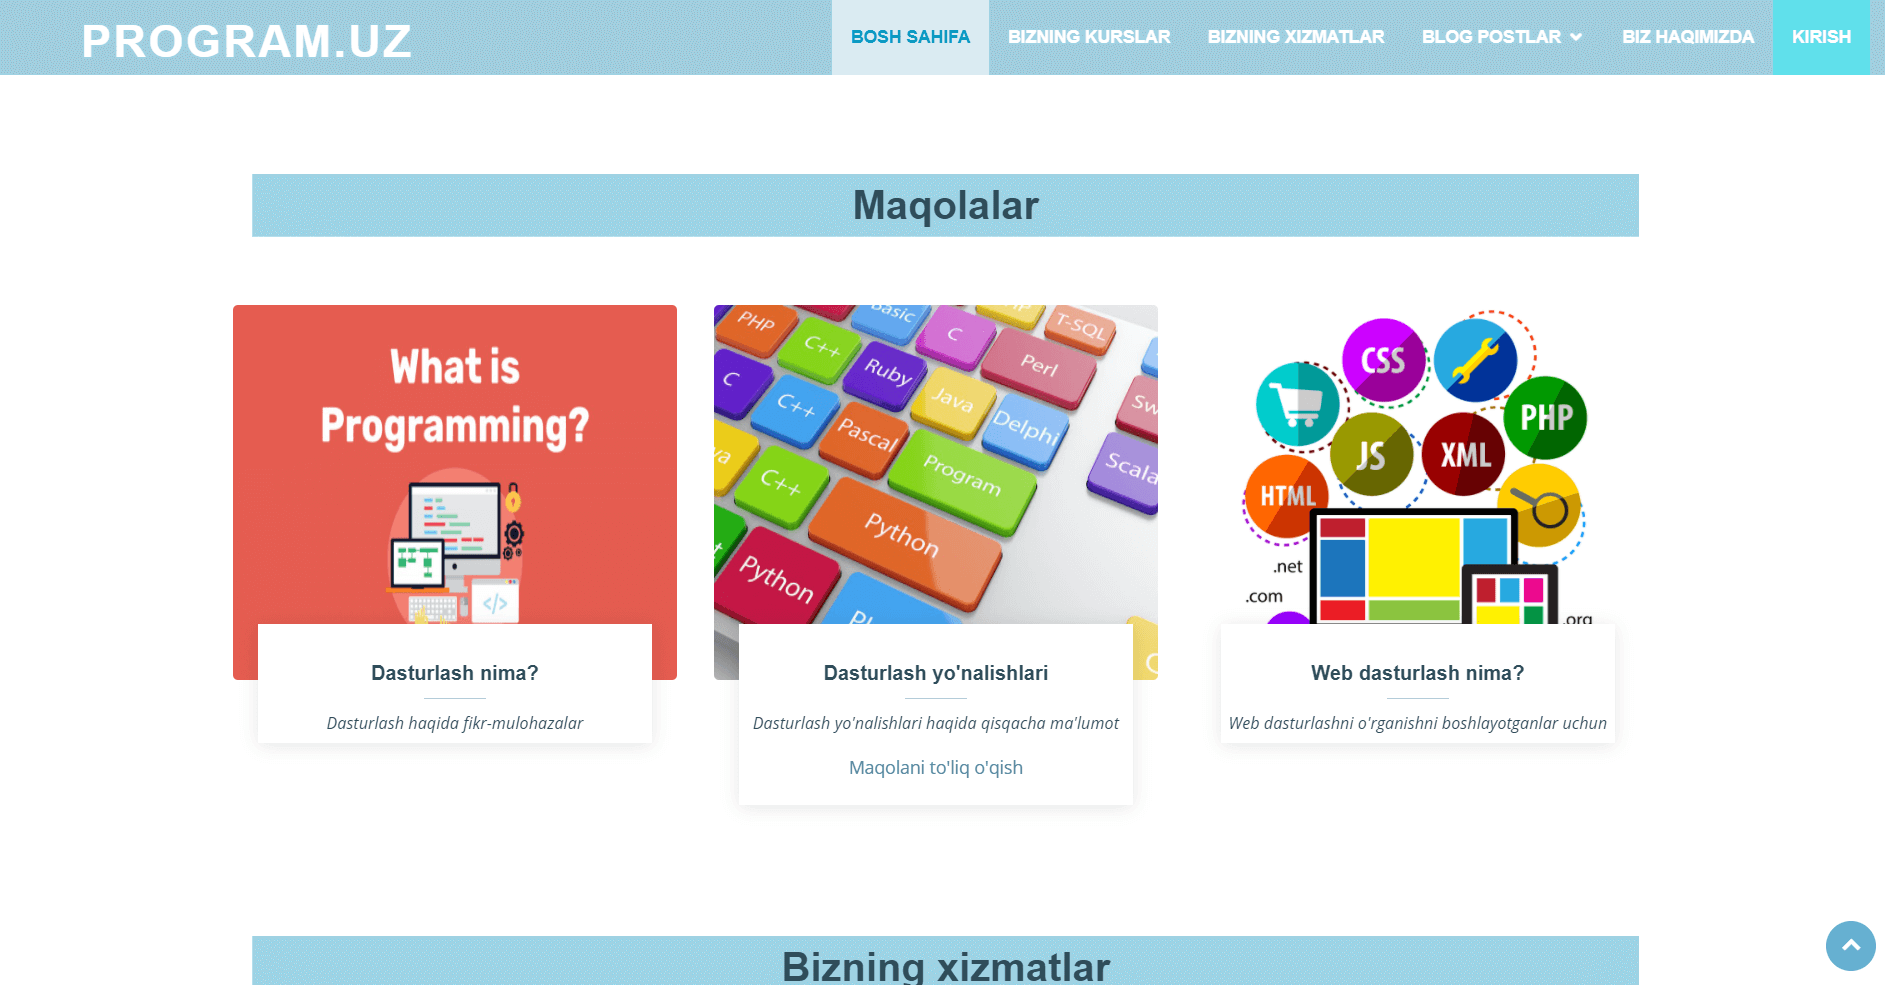 PROGRAM.UZ
BOSH SAHIFA
BIZNING KURSLAR
BIZNING XIZMATLAR
BLOG POSTLAR
BIZ HAQIMIZDA
KIRISH
Maqolalar
What is
Programming?
</>
Dasturlash nima?
Dasturlash haqida fikr-mulohazalar
Basic
PHP
T-SQL
C++
C
Perl
C
Ruby
C++
Java
Delphi
Pascal
Program
Scala
C++
Python
Python
Dasturlash yo'nalishlari
Dasturlash yo'nalishlari haqida qisqacha ma'lumot
Maqolani to'liq o'qish
CSS
PHP
JS
XML
HTML
.net
.com
.org
Web dasturlash nima?
Web dasturlashni o'rganishni boshlayotganlar uchun
Bizning xizmatlar